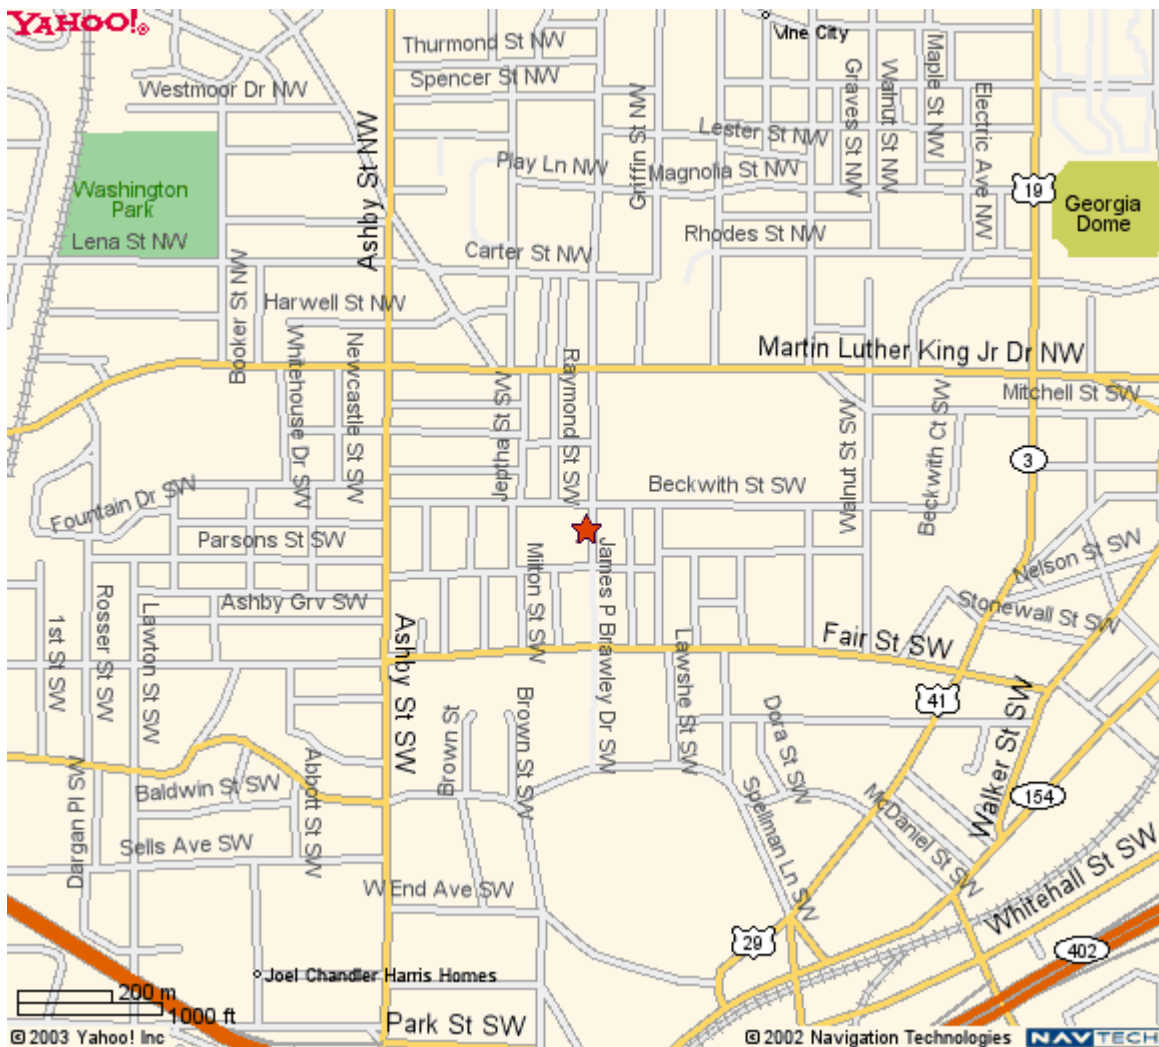 YAHOO!®
Vine City
Thurmond St NW
Spencer St NW
Westmoor Dr NW
Ashby St NW
Griffin St NW
Graves St NW
Walnut St NW
Maple St NW
Electric Ave NW
Lester St NW
Play Ln NW
Magnolia St NW
19
Washington
Park
Georgia
Dome
Lena St NW
Carter St NW
Rhodes St NW
Booker St NW
Harwell St NW
Whitehouse Dr SW
Newcastle St SW
Raymond St SW
Martin Luther King Jr Dr NW
Mitchell St SW
Tatnuall St SW
Walnut St SW
Beckwith Ct SW
3
Beckwith St SW
Fountain Dr SW
Parsons St SW
Milton St SW
James P Brawley Dr SW
Nelson St SW
Stonewall St SW
Ashby Grv SW
1st St SW
Rosser St SW
Lawton St SW
Ashby St SW
Fair St SW
Lawshe St SW
41
Brown St
Brown St SW
Dora St SW
Walker St SW
Dargan Pl SW
Baldwin St SW
Abbott St SW
Spellman Ln SW
McDaniel St SW
154
Sells Ave SW
W End Ave SW
Whitehall St SW
29
402
Joel Chandler Harris Homes
200 m
1000 ft
Park St SW
© 2003 Yahoo! Inc
© 2002 Navigation Technologies
NAVTECH